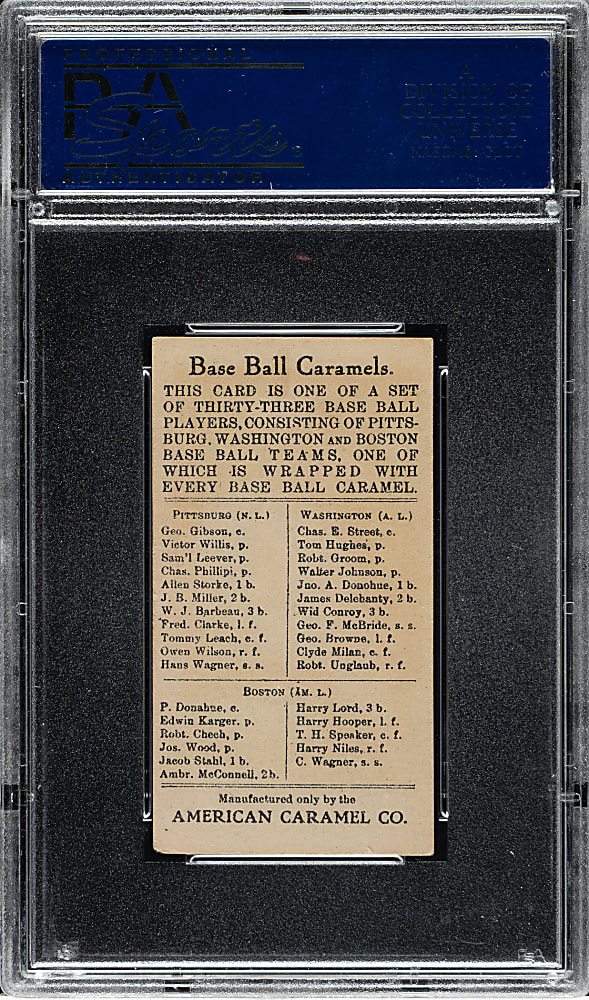 PROFESSIONAL
PSA
Sports
AUTHENTICATOR
A
DIVISION OF
COLLECTORS
UNIVERSE
NASDAQ: CLCT
Base Ball Caramels.
THIS CARD IS ONE OF A SET
OF THIRTY-THREE BASE BALL
PLAYERS, CONSISTING OF PITTS-
BURG, WASHINGTON AND BOSTON
BASE BALL TEAMS, ONE OF
WHICH IS WRAPPED WITH
EVERY BASE BALL CARAMEL.
PITTSBURG (N. L.)
Geo. Gibson, c.
Victor Willis, p.
Sam'l Leever, p.
Chas. Phillipi, p.
Allen Storke, 1 b.
J. B. Miller, 2 b.
W. J. Barbeau, 3 b.
Fred. Clarke, l. f.
Tommy Leach, c. f.
Owen Wilson, r. f.
Hans Wagner, s. s.
WASHINGTON (A. L.)
Chas. E. Street, c.
Tom Hughes, p.
Robt. Groom, p.
Walter Johnson, p.
Jno. A. Donohue, 1 b.
James Delehanty, 2 b.
Wid Conroy, 3 b.
Geo. F. McBride, s. s.
Geo. Browne, l. f.
Clyde Milan, c. f.
Robt. Unglaub, r. f.
BOSTON (AM. L.)
P. Donahue, c.
Edwin Karger. p.
Robt. Chech, p.
Jos. Wood, p.
Jacob Stahl, 1 b.
Ambr. McConnell, 2 b.
Harry Lord, 3 b.
Harry Hooper, l. f.
T. H. Speaker, c. f.
Harry Niles, r. f.
C. Wagner, s. s.
Manufactured only by the
AMERICAN CARAMEL CO.
PSA